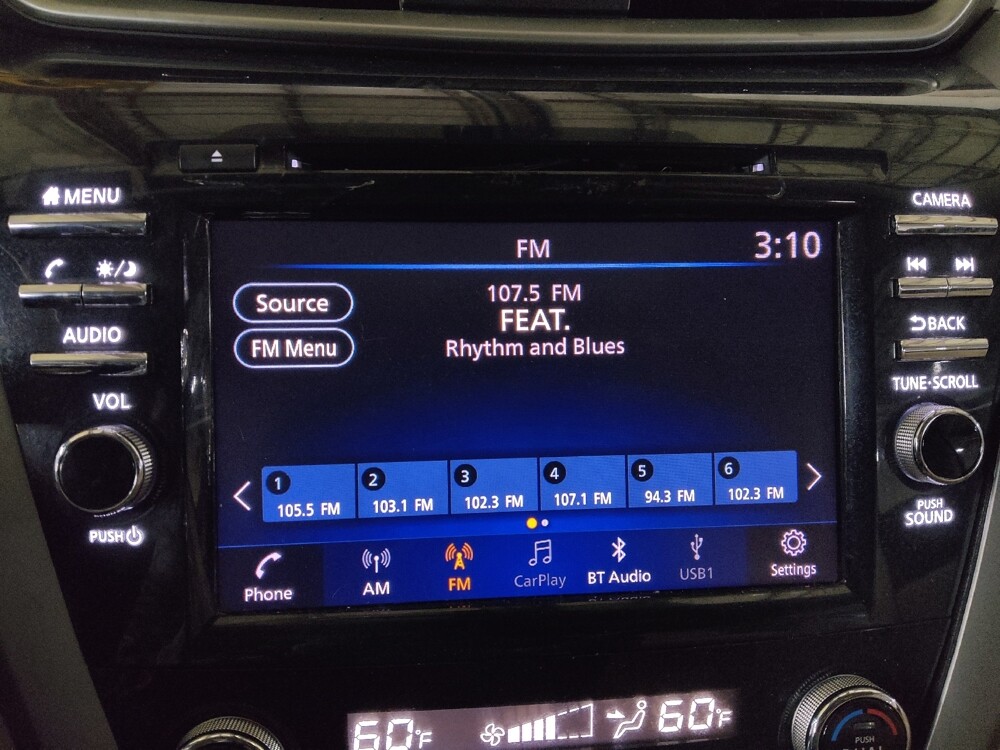 MENU
CAMERA
FM
3:10
Source
107.5 FM
FEAT.
FM Menu
Rhythm and Blues
AUDIO
BACK
VOL
TUNE·SCROLL
1 2 3 4 5 6
105.5 FM 103.1 FM 102.3 FM 107.1 FM 94.3 FM 102.3 FM
PUSH
PUSH
SOUND
Phone AM FM CarPlay BT Audio USB1 Settings
60°F 60°F
PUSH